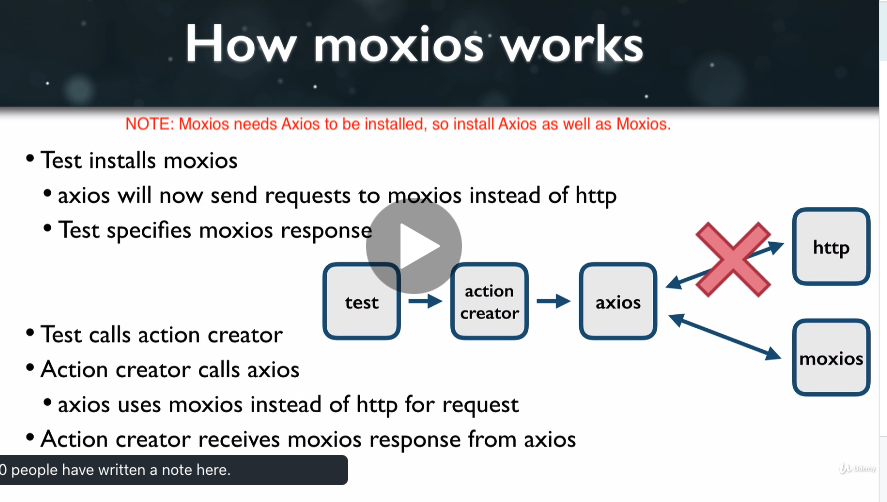 How moxios works
NOTE: Moxios needs Axios to be installed, so install Axios as well as Moxios.
• Test installs moxios
• axios will now send requests to moxios instead of http
• Test specifies moxios response
test
action
creator
axios
http
moxios
• Test calls action creator
• Action creator calls axios
• axios uses moxios instead of http for request
• Action creator receives moxios response from axios
0 people have written a note here.
Udemy